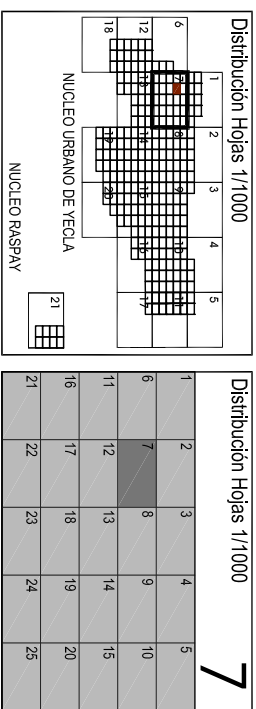 Distribución Hojas 1/1000
1 2 3 4 5
6 7 8 9 10 11
12 13 14 15 16 17
18 19 20
NUCLEO URBANO DE YECLA
21
NUCLEO RASPAY
Distribución Hojas 1/1000
7
1 2 3 4 5
6 7 8 9 10
11 12 13 14 15
16 17 18 19 20
21 22 23 24 25